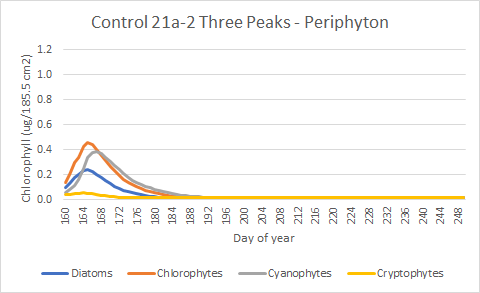 Control 21a-2 Three Peaks - Periphyton
Chlorophyll (ug/185.5 cm2)
1.2
1.0
0.8
0.6
0.4
0.2
0.0
160 164 168 172 176 180 184 188 192 196 200 204 208 212 216 220 224 228 232 236 240 244 248
Day of year
Diatoms Chlorophytes Cyanophytes Cryptophytes